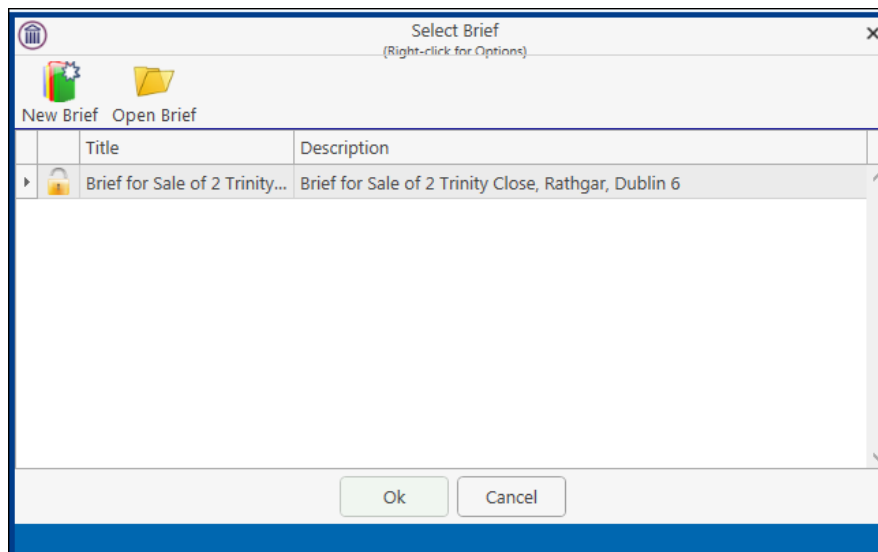 Select Brief
(Right-click for Options)
New Brief Open Brief
Title Description
Brief for Sale of 2 Trinity... Brief for Sale of 2 Trinity Close, Rathgar, Dublin 6
Ok Cancel